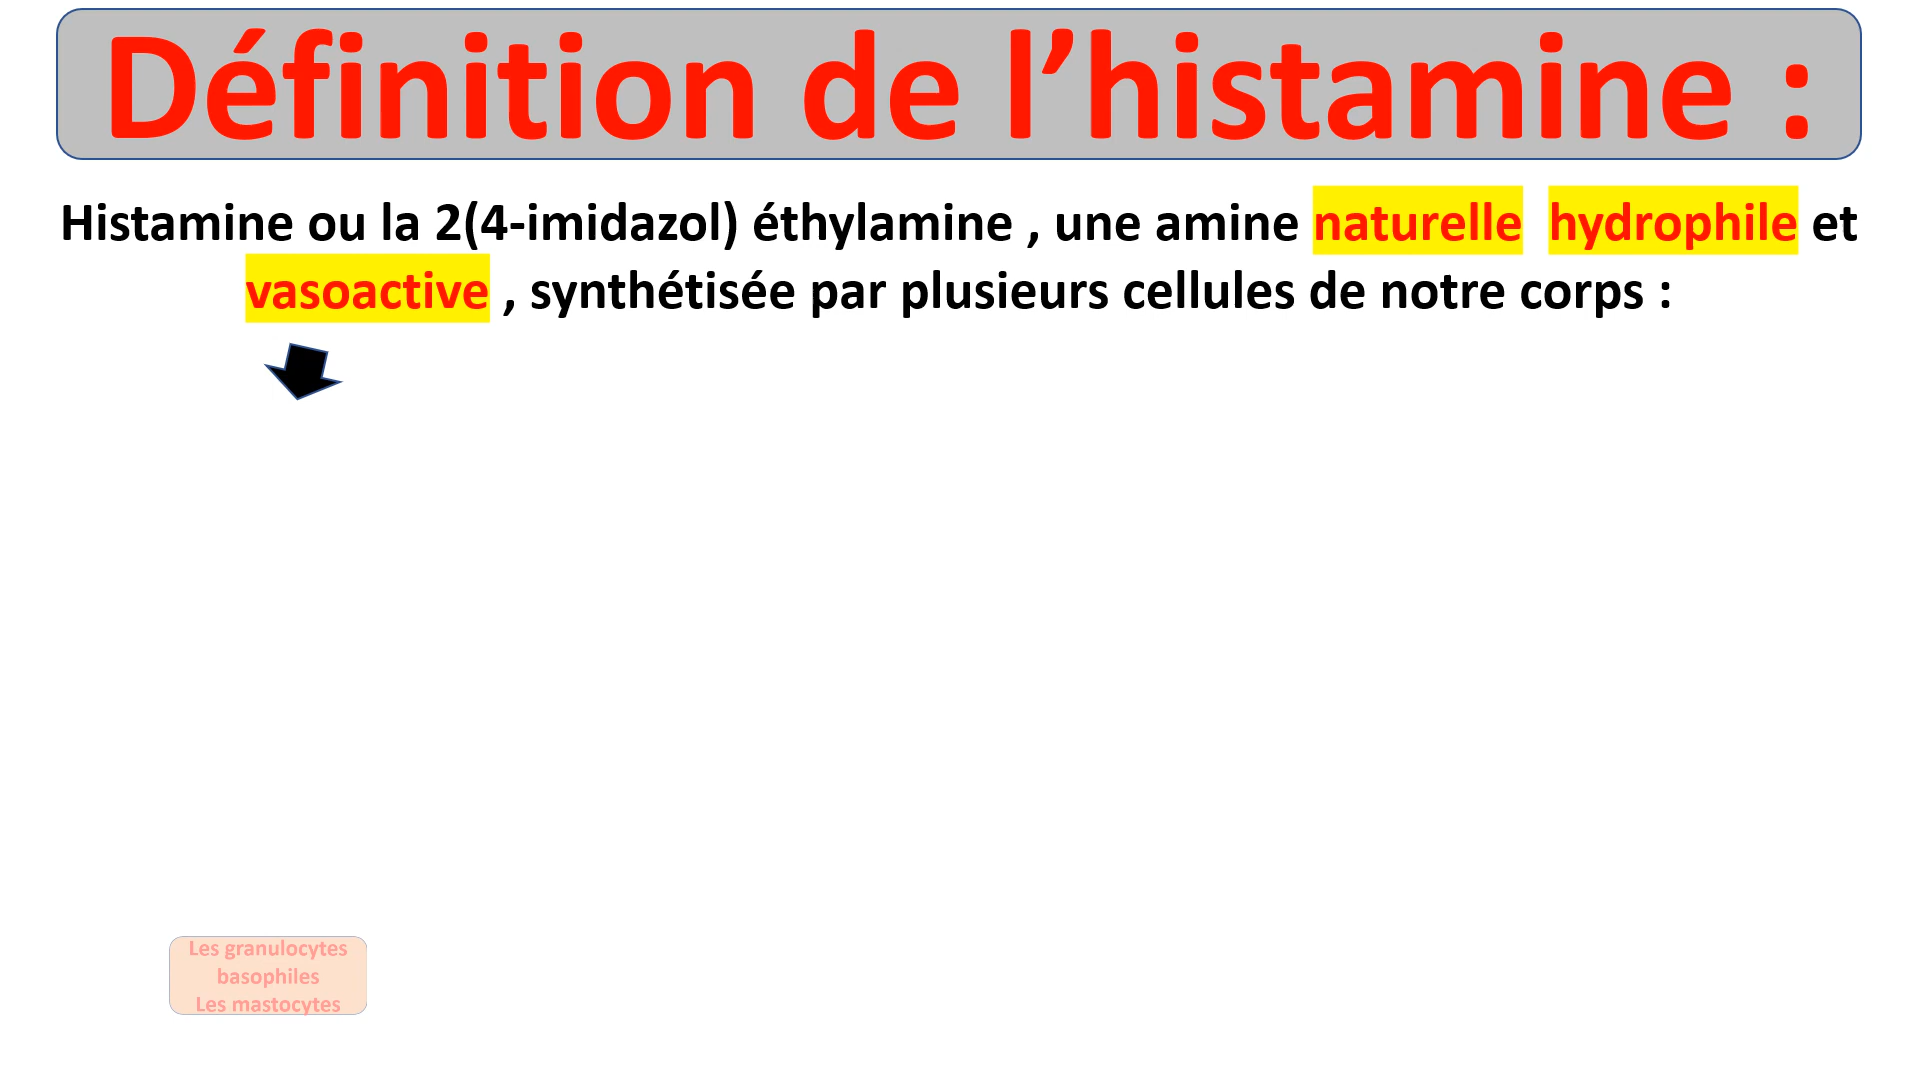 Définition de l’histamine :
Histamine ou la 2(4-imidazol) éthylamine , une amine naturelle hydrophile et
vasoactive , synthétisée par plusieurs cellules de notre corps :
Les granulocytes
basophiles
Les mastocytes